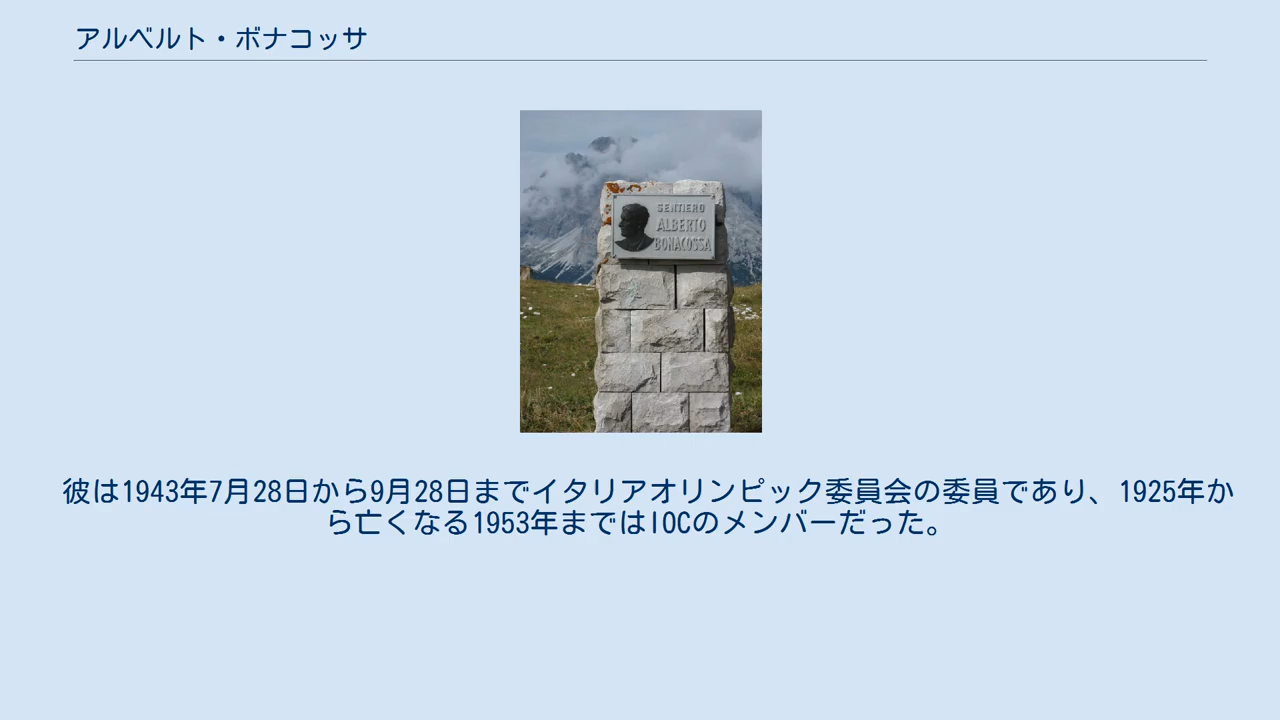 アルベルト・ボナコッサ
SENTIERO
ALBERTO
BONACOSSA
彼は1943年7月28日から9月28日までイタリアオリンピック委員会の委員であり、1925年か
ら亡くなる1953年まではIOCのメンバーだった。